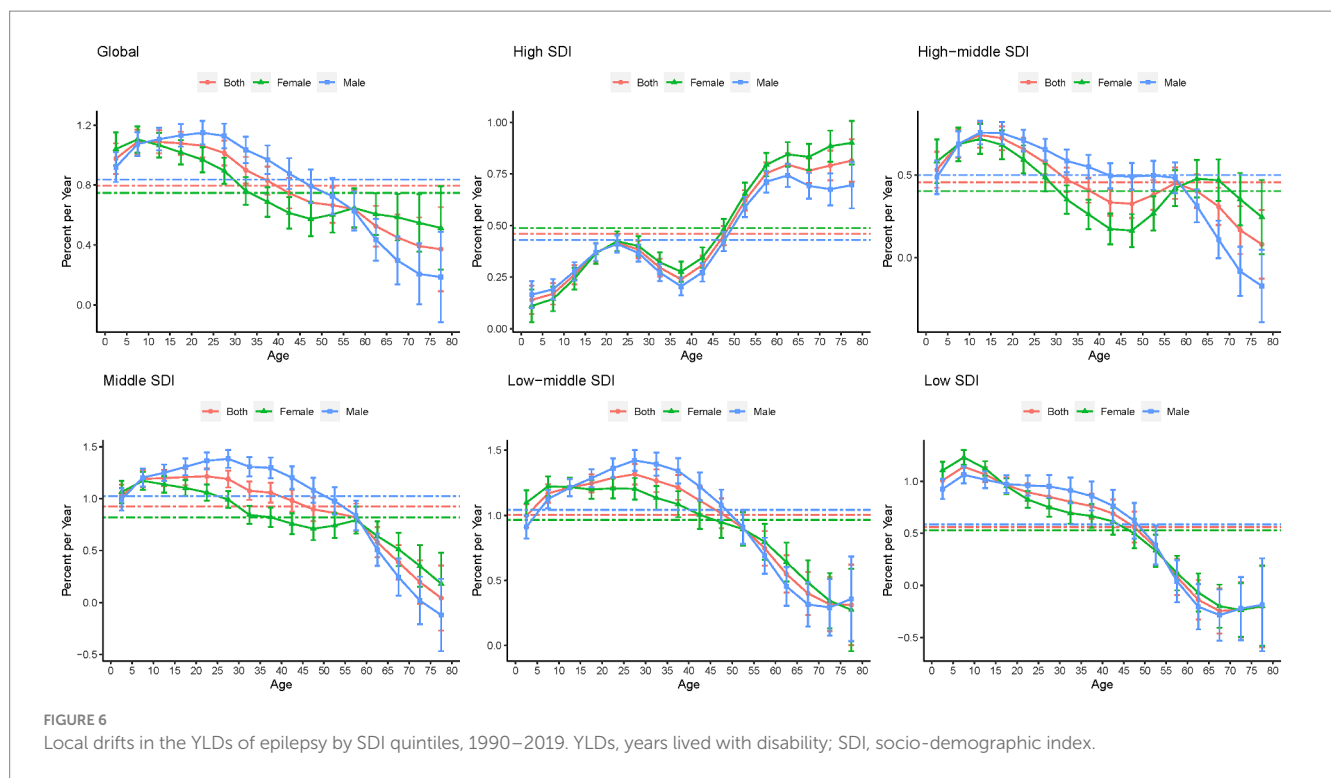 Global
Both Female Male
Percent per Year
1.2
0.8
0.4
0.0
0 5 10 15 20 25 30 35 40 45 50 55 60 65 70 75 80
Age
High SDI
Both Female Male
Percent per Year
1.00
0.75
0.50
0.25
0.00
0 5 10 15 20 25 30 35 40 45 50 55 60 65 70 75 80
Age
High-middle SDI
Both Female Male
Percent per Year
0.5
0.0
0 5 10 15 20 25 30 35 40 45 50 55 60 65 70 75 80
Age
Middle SDI
Both Female Male
Percent per Year
1.5
1.0
0.5
0.0
−0.5
0 5 10 15 20 25 30 35 40 45 50 55 60 65 70 75 80
Age
Low-middle SDI
Both Female Male
Percent per Year
1.5
1.0
0.5
0.0
0 5 10 15 20 25 30 35 40 45 50 55 60 65 70 75 80
Age
Low SDI
Both Female Male
Percent per Year
1.5
1.0
0.5
0.0
−0.5
0 5 10 15 20 25 30 35 40 45 50 55 60 65 70 75 80
Age
FIGURE 6
Local drifts in the YLDs of epilepsy by SDI quintiles, 1990–2019. YLDs, years lived with disability; SDI, socio-demographic index.